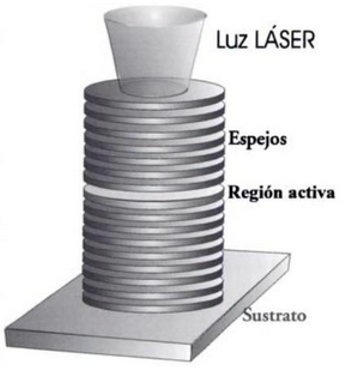 Luz LÁSER
Espejos
Región activa
Sustrato